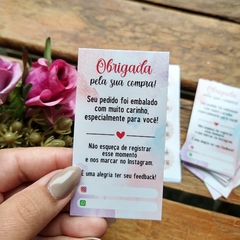 Obrigada
pela sua compra!
Seu pedido foi embalado
com muito carinho,
especialmente para você!
Não esqueça de registrar
esse momento
e nos marcar no Instagram.
É uma alegria ter seu feedback!